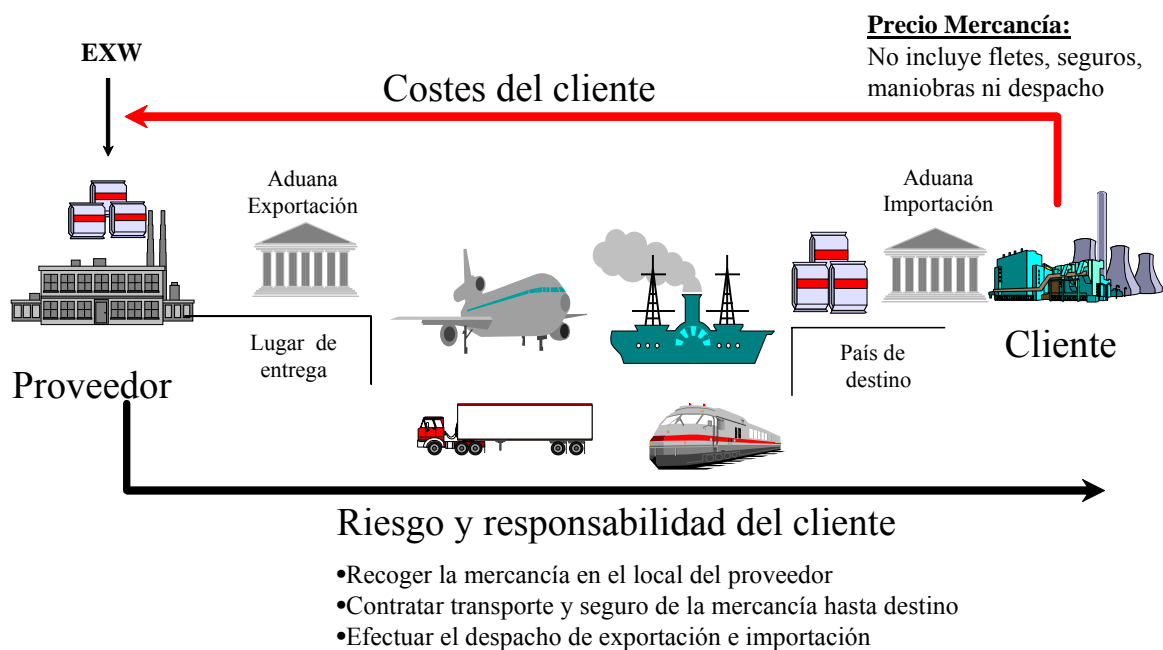 Precio Mercancía:
No incluye fletes, seguros,
maniobras ni despacho
EXW
Costes del cliente
Aduana
Exportación
Aduana
Importación
Lugar de
entrega
País de
destino
Proveedor
Cliente
Riesgo y responsabilidad del cliente
•Recoger la mercancía en el local del proveedor
•Contratar transporte y seguro de la mercancía hasta destino
•Efectuar el despacho de exportación e importación